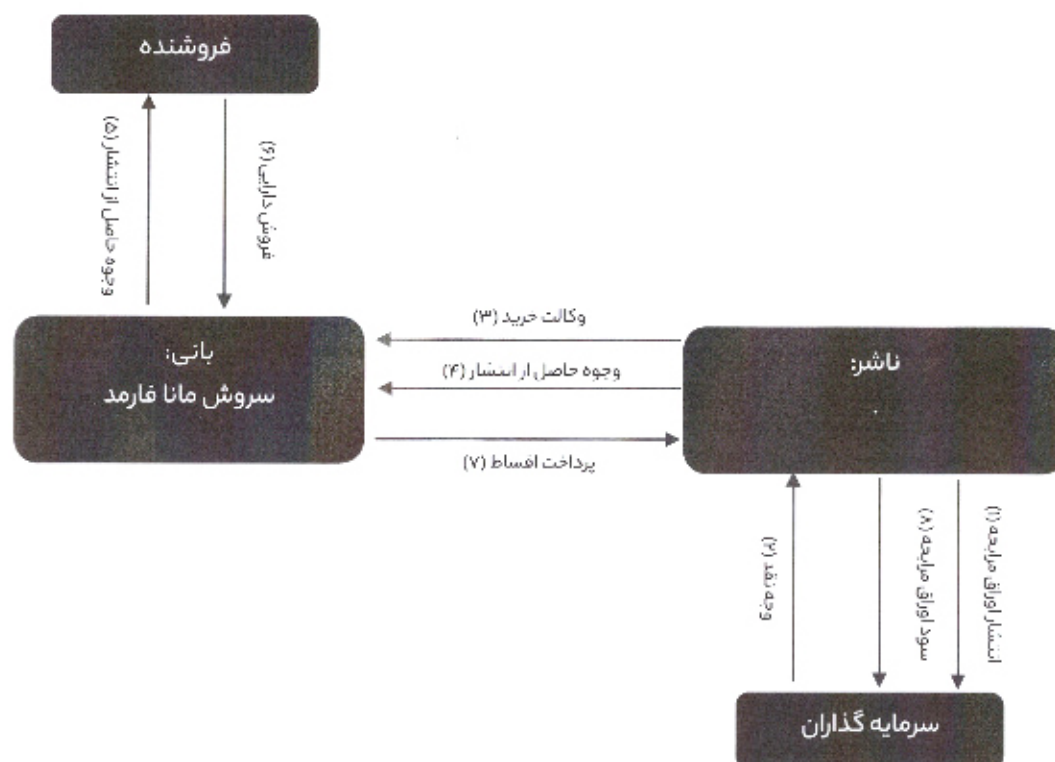 فروشنده
وجوه حاصل از انتشار (۵)
فروش دارایی (۶)
بانی:
سروش مانا فارمد
وکالت خرید (۳)
وجوه حاصل از انتشار (۴)
پرداخت اقساط (۷)
ناشر:
.
وجه نقد (۲)
سود اوراق مرابحه (۸)
انتشار اوراق مرابحه (۱)
سرمایه گذاران